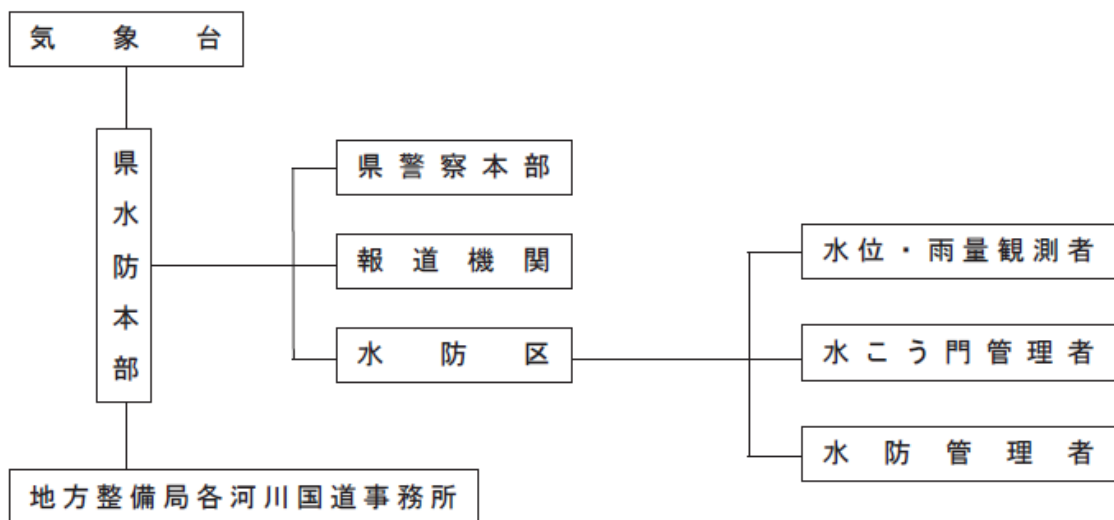 気象台
県水防本部
県警察本部
報道機関
水防区
水位・雨量観測者
水こう門管理者
水防管理者
地方整備局各河川国道事務所